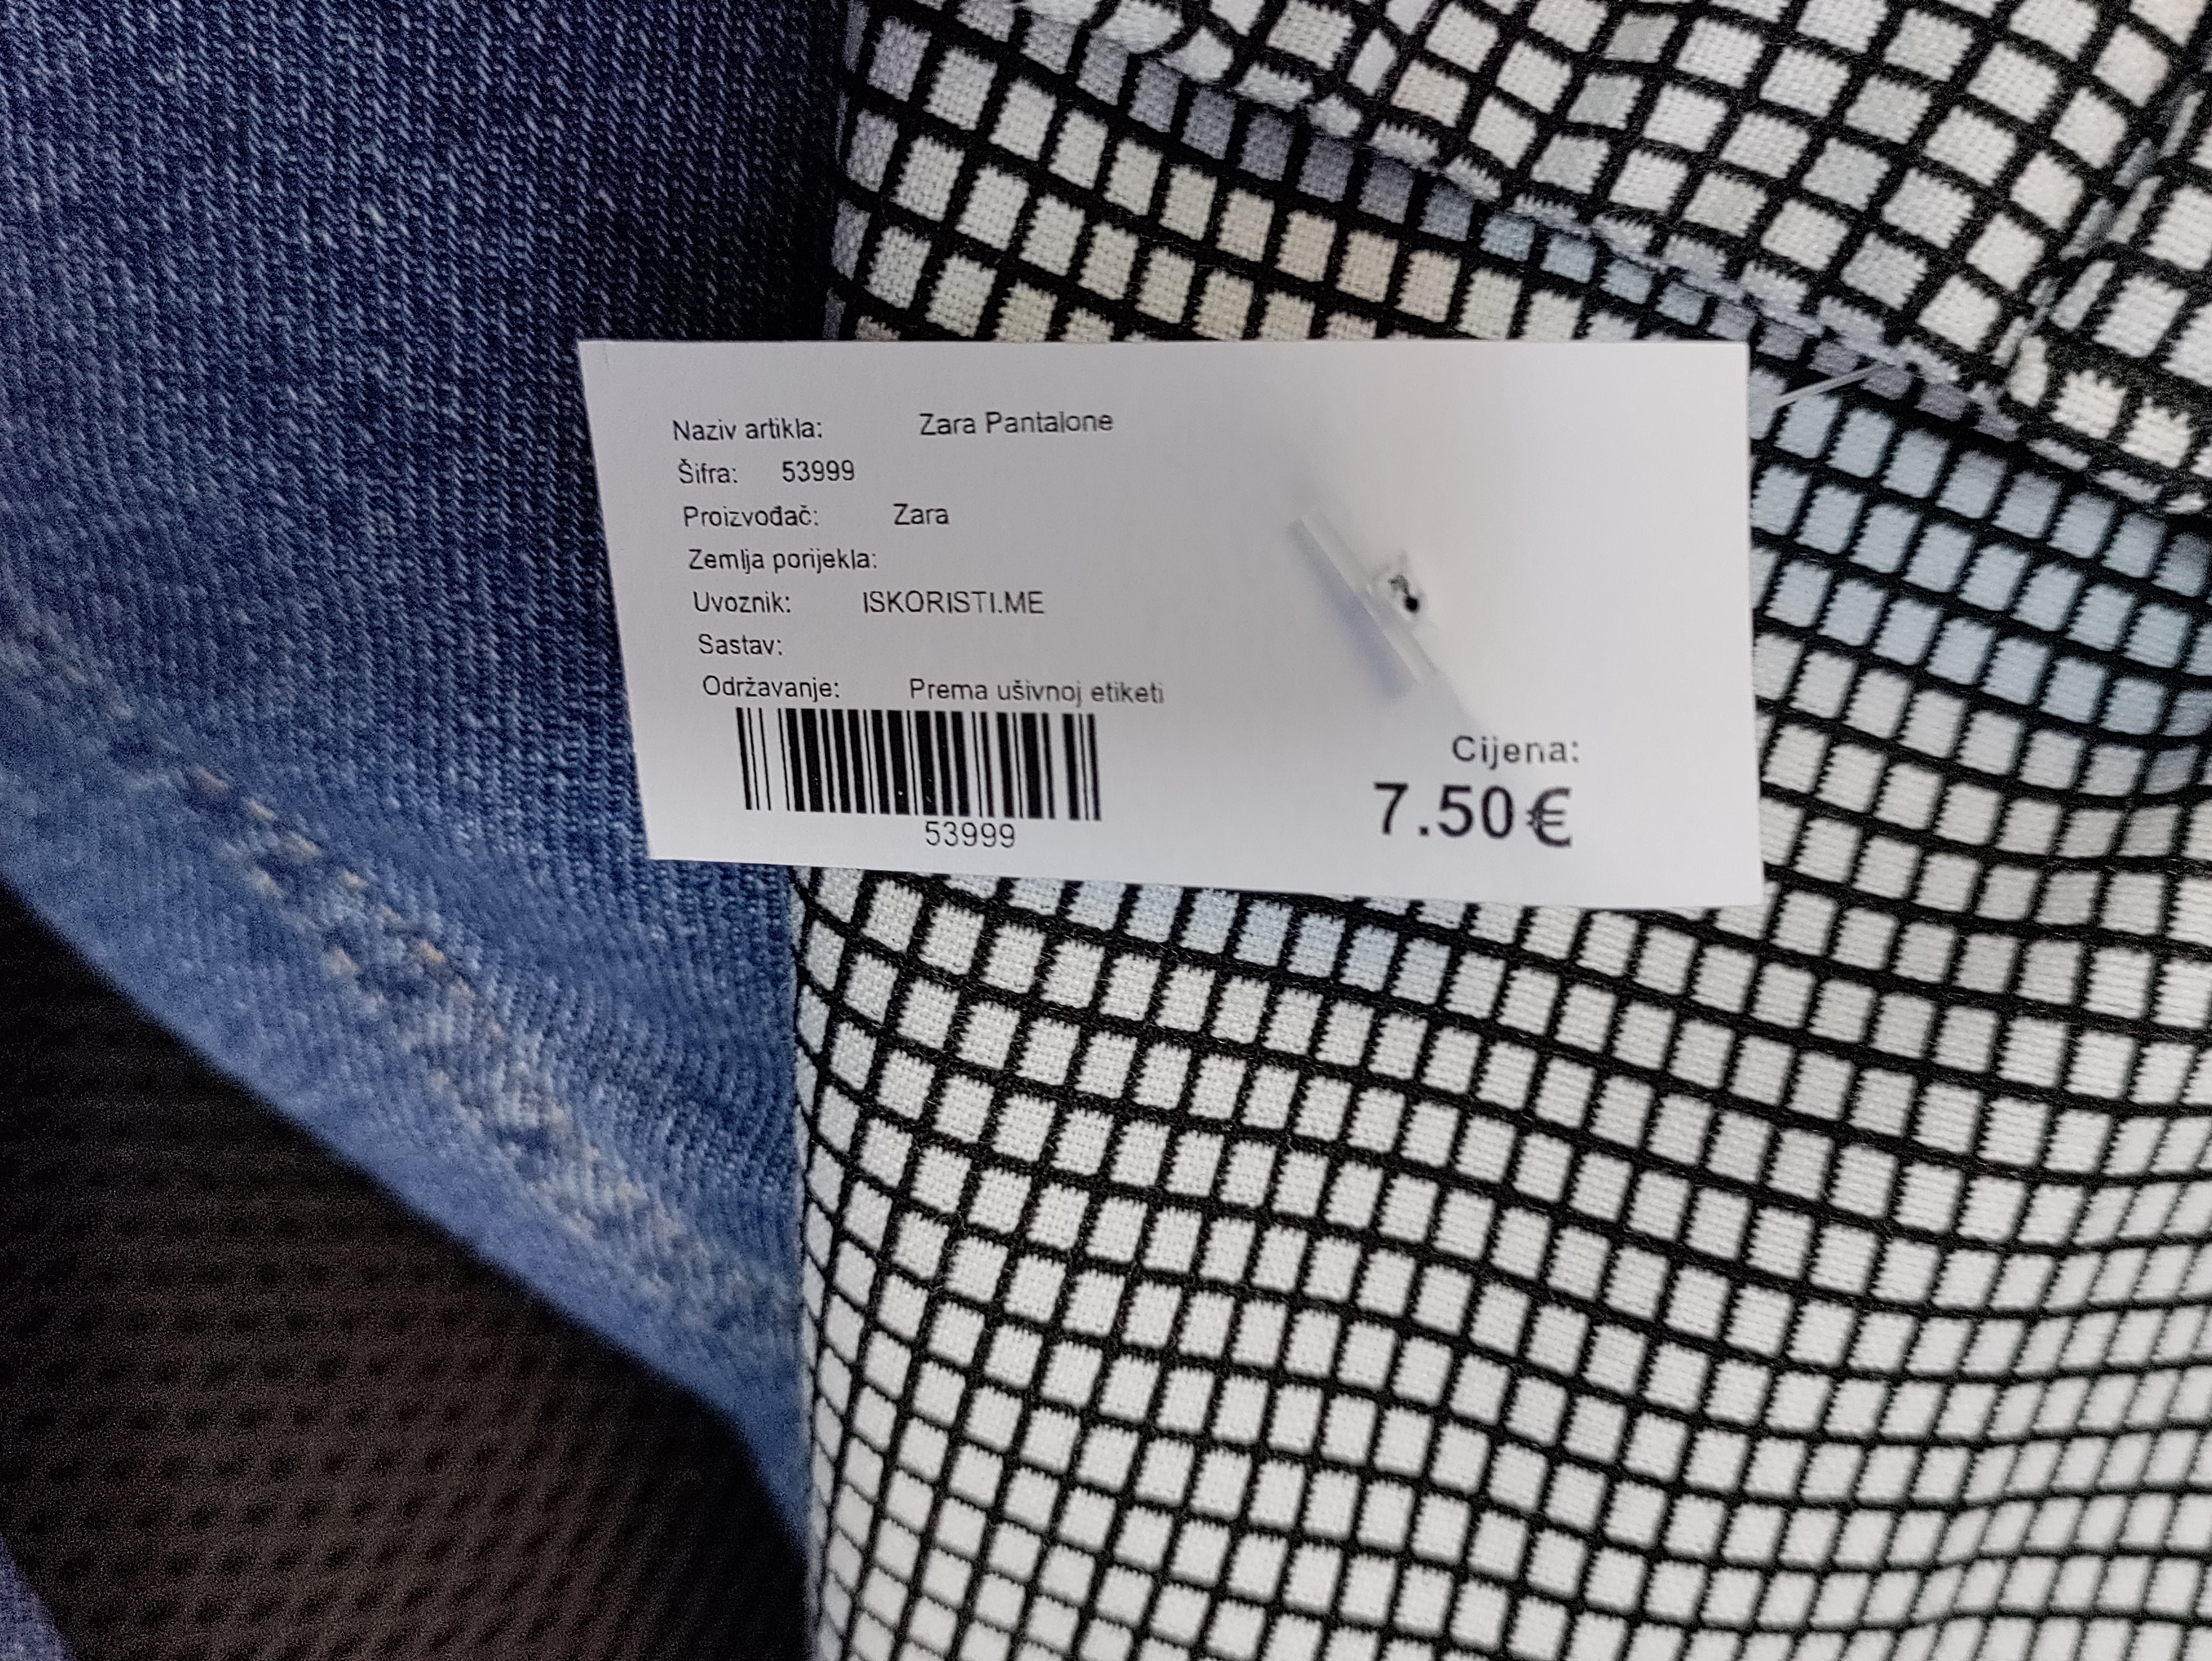 Naziv artikla: Zara Pantalone
Šifra: 53999
Proizvođač: Zara
Zemlja porijekla:
Uvoznik: ISKORISTI.ME
Sastav:
Održavanje: Prema ušivnoj etiketi
53999
Cijena:
7.50€